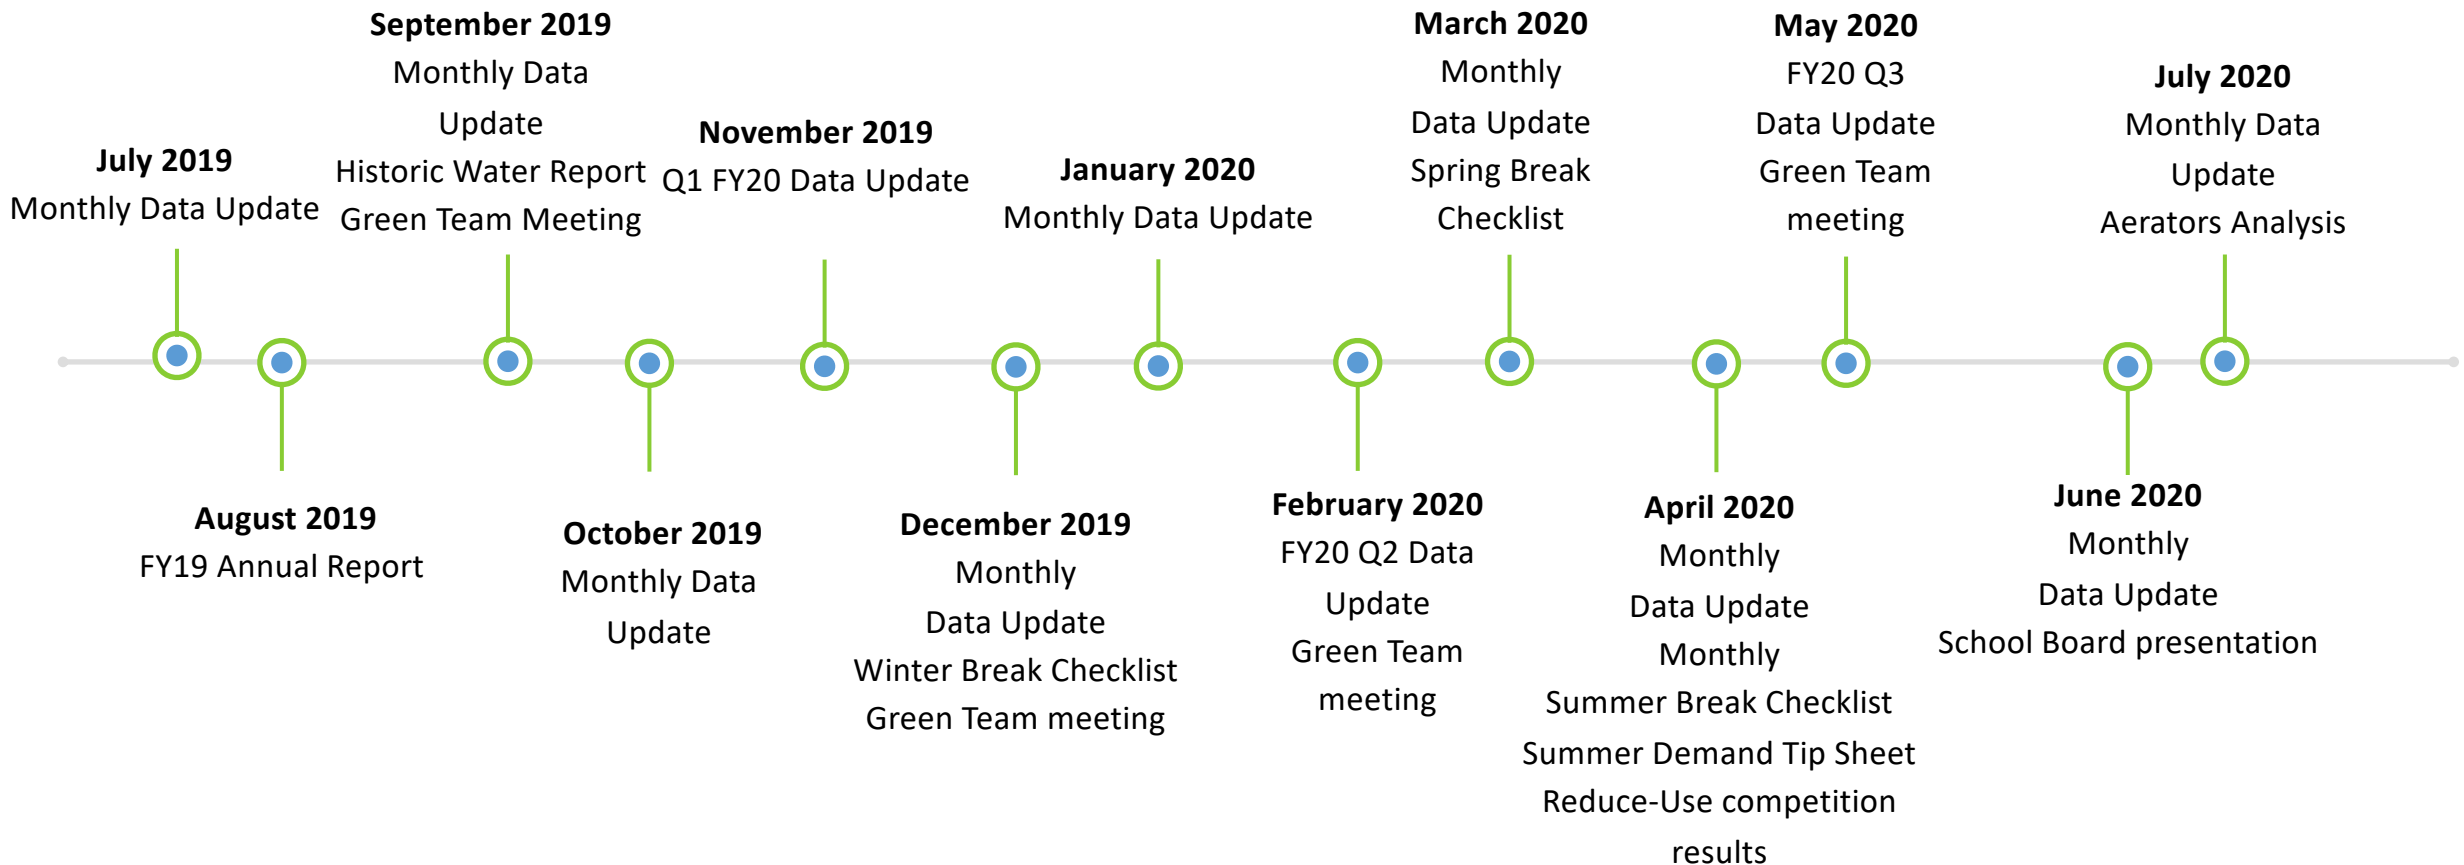 July 2019
Monthly Data Update
August 2019
FY19 Annual Report
September 2019
Monthly Data
Update
Historic Water Report
Green Team Meeting
October 2019
Monthly Data
Update
November 2019
Q1 FY20 Data Update
December 2019
Monthly
Data Update
Winter Break Checklist
Green Team meeting
January 2020
Monthly Data Update
February 2020
FY20 Q2 Data
Update
Green Team
meeting
March 2020
Monthly
Data Update
Spring Break
Checklist
April 2020
Monthly
Data Update
Monthly
Summer Break Checklist
Summer Demand Tip Sheet
Reduce-Use competition
results
May 2020
FY20 Q3
Data Update
Green Team
meeting
June 2020
Monthly
Data Update
School Board presentation
July 2020
Monthly Data
Update
Aerators Analysis